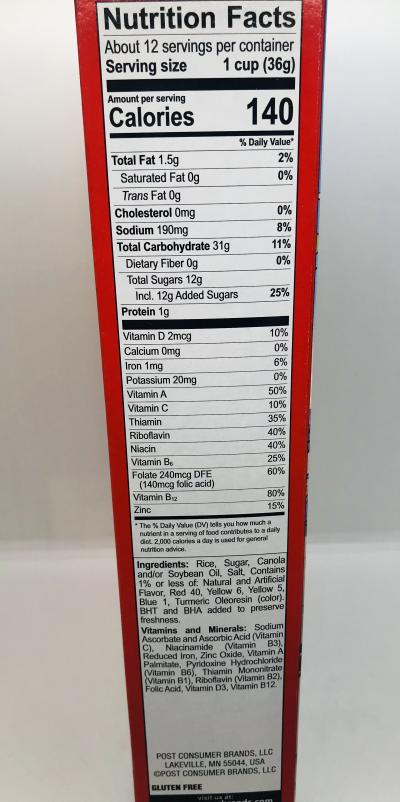 Nutrition Facts
About 12 servings per container
Serving size 1 cup (36g)
Amount per serving
Calories 140
% Daily Value*
Total Fat 1.5g 2%
Saturated Fat 0g 0%
Trans Fat 0g
Cholesterol 0mg 0%
Sodium 190mg 8%
Total Carbohydrate 31g 11%
Dietary Fiber 0g 0%
Total Sugars 12g
Incl. 12g Added Sugars 25%
Protein 1g
Vitamin D 2mcg 10%
Calcium 0mg 0%
Iron 1mg 6%
Potassium 20mg 0%
Vitamin A 50%
Vitamin C 10%
Thiamin 35%
Riboflavin 40%
Niacin 40%
Vitamin B6 25%
Folate 240mcg DFE 60%
(140mcg folic acid)
Vitamin B12 80%
Zinc 15%
* The % Daily Value (DV) tells you how much a
nutrient in a serving of food contributes to a daily
diet. 2,000 calories a day is used for general
nutrition advice.
Ingredients: Rice, Sugar, Canola
and/or Soybean Oil, Salt, Contains
1% or less of: Natural and Artificial
Flavor, Red 40, Yellow 6, Yellow 5,
Blue 1, Turmeric Oleoresin (color).
BHT and BHA added to preserve
freshness.
Vitamins and Minerals: Sodium
Ascorbate and Ascorbic Acid (Vitamin
C), Niacinamide (Vitamin B3),
Reduced Iron, Zinc Oxide, Vitamin A
Palmitate, Pyridoxine Hydrochloride
(Vitamin B6), Thiamin Mononitrate
(Vitamin B1), Riboflavin (Vitamin B2),
Folic Acid, Vitamin D3, Vitamin B12.
POST CONSUMER BRANDS, LLC
LAKEVILLE, MN 55044, USA
©POST CONSUMER BRANDS, LLC
GLUTEN FREE
visit us at: